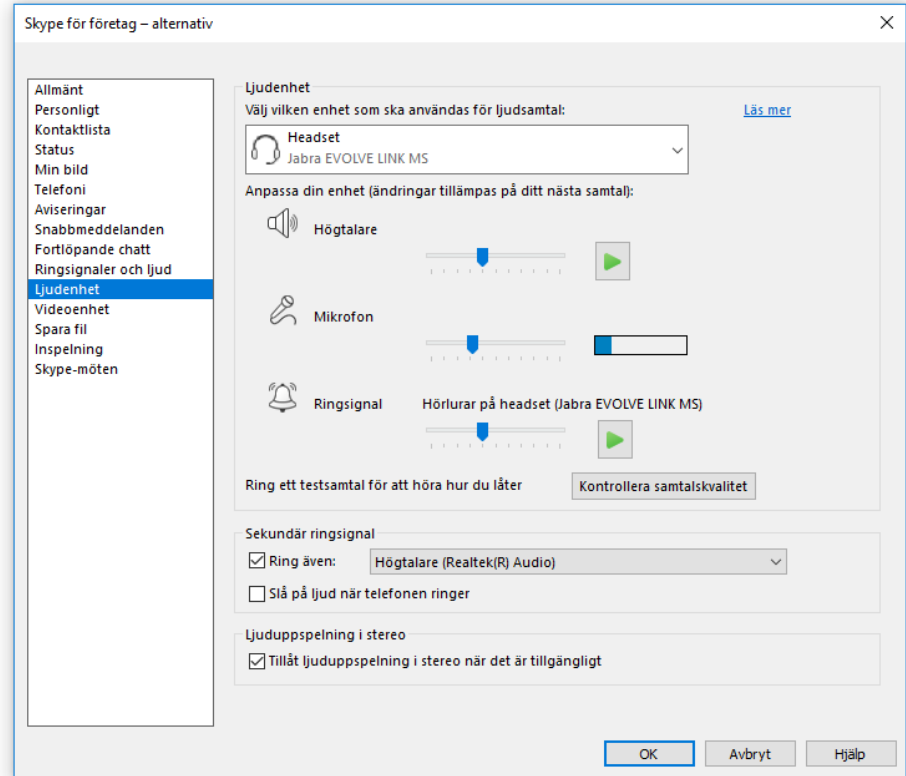 Skype för företag – alternativ
Allmänt
Personligt
Kontaktlista
Status
Min bild
Telefoni
Aviseringar
Snabbmeddelanden
Fortlöpande chatt
Ringsignaler och ljud
Ljudenhet
Videoenhet
Spara fil
Inspelning
Skype-möten
Ljudenhet
Välj vilken enhet som ska användas för ljudsamtal: Läs mer
Headset
Jabra EVOLVE LINK MS
Anpassa din enhet (ändringar tillämpas på ditt nästa samtal):
Högtalare
Mikrofon
Ringsignal Hörlurar på headset (Jabra EVOLVE LINK MS)
Ring ett testsamtal för att höra hur du låter Kontrollera samtalskvalitet
Sekundär ringsignal
Ring även: Högtalare (Realtek(R) Audio)
Slå på ljud när telefonen ringer
Ljuduppspelning i stereo
Tillåt ljuduppspelning i stereo när det är tillgängligt
OK Avbryt Hjälp